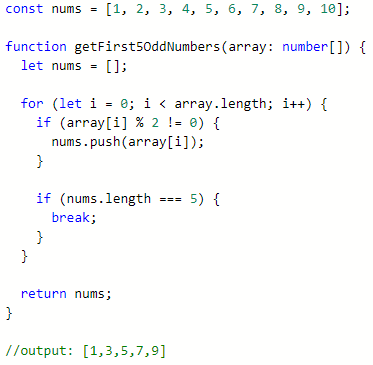 const nums = [1, 2, 3, 4, 5, 6, 7, 8, 9, 10];

function getFirst5OddNumbers(array: number[]) {
  let nums = [];

  for (let i = 0; i < array.length; i++) {
    if (array[i] % 2 != 0) {
      nums.push(array[i]);
    }

    if (nums.length === 5) {
      break;
    }
  }

  return nums;
}

//output: [1,3,5,7,9]